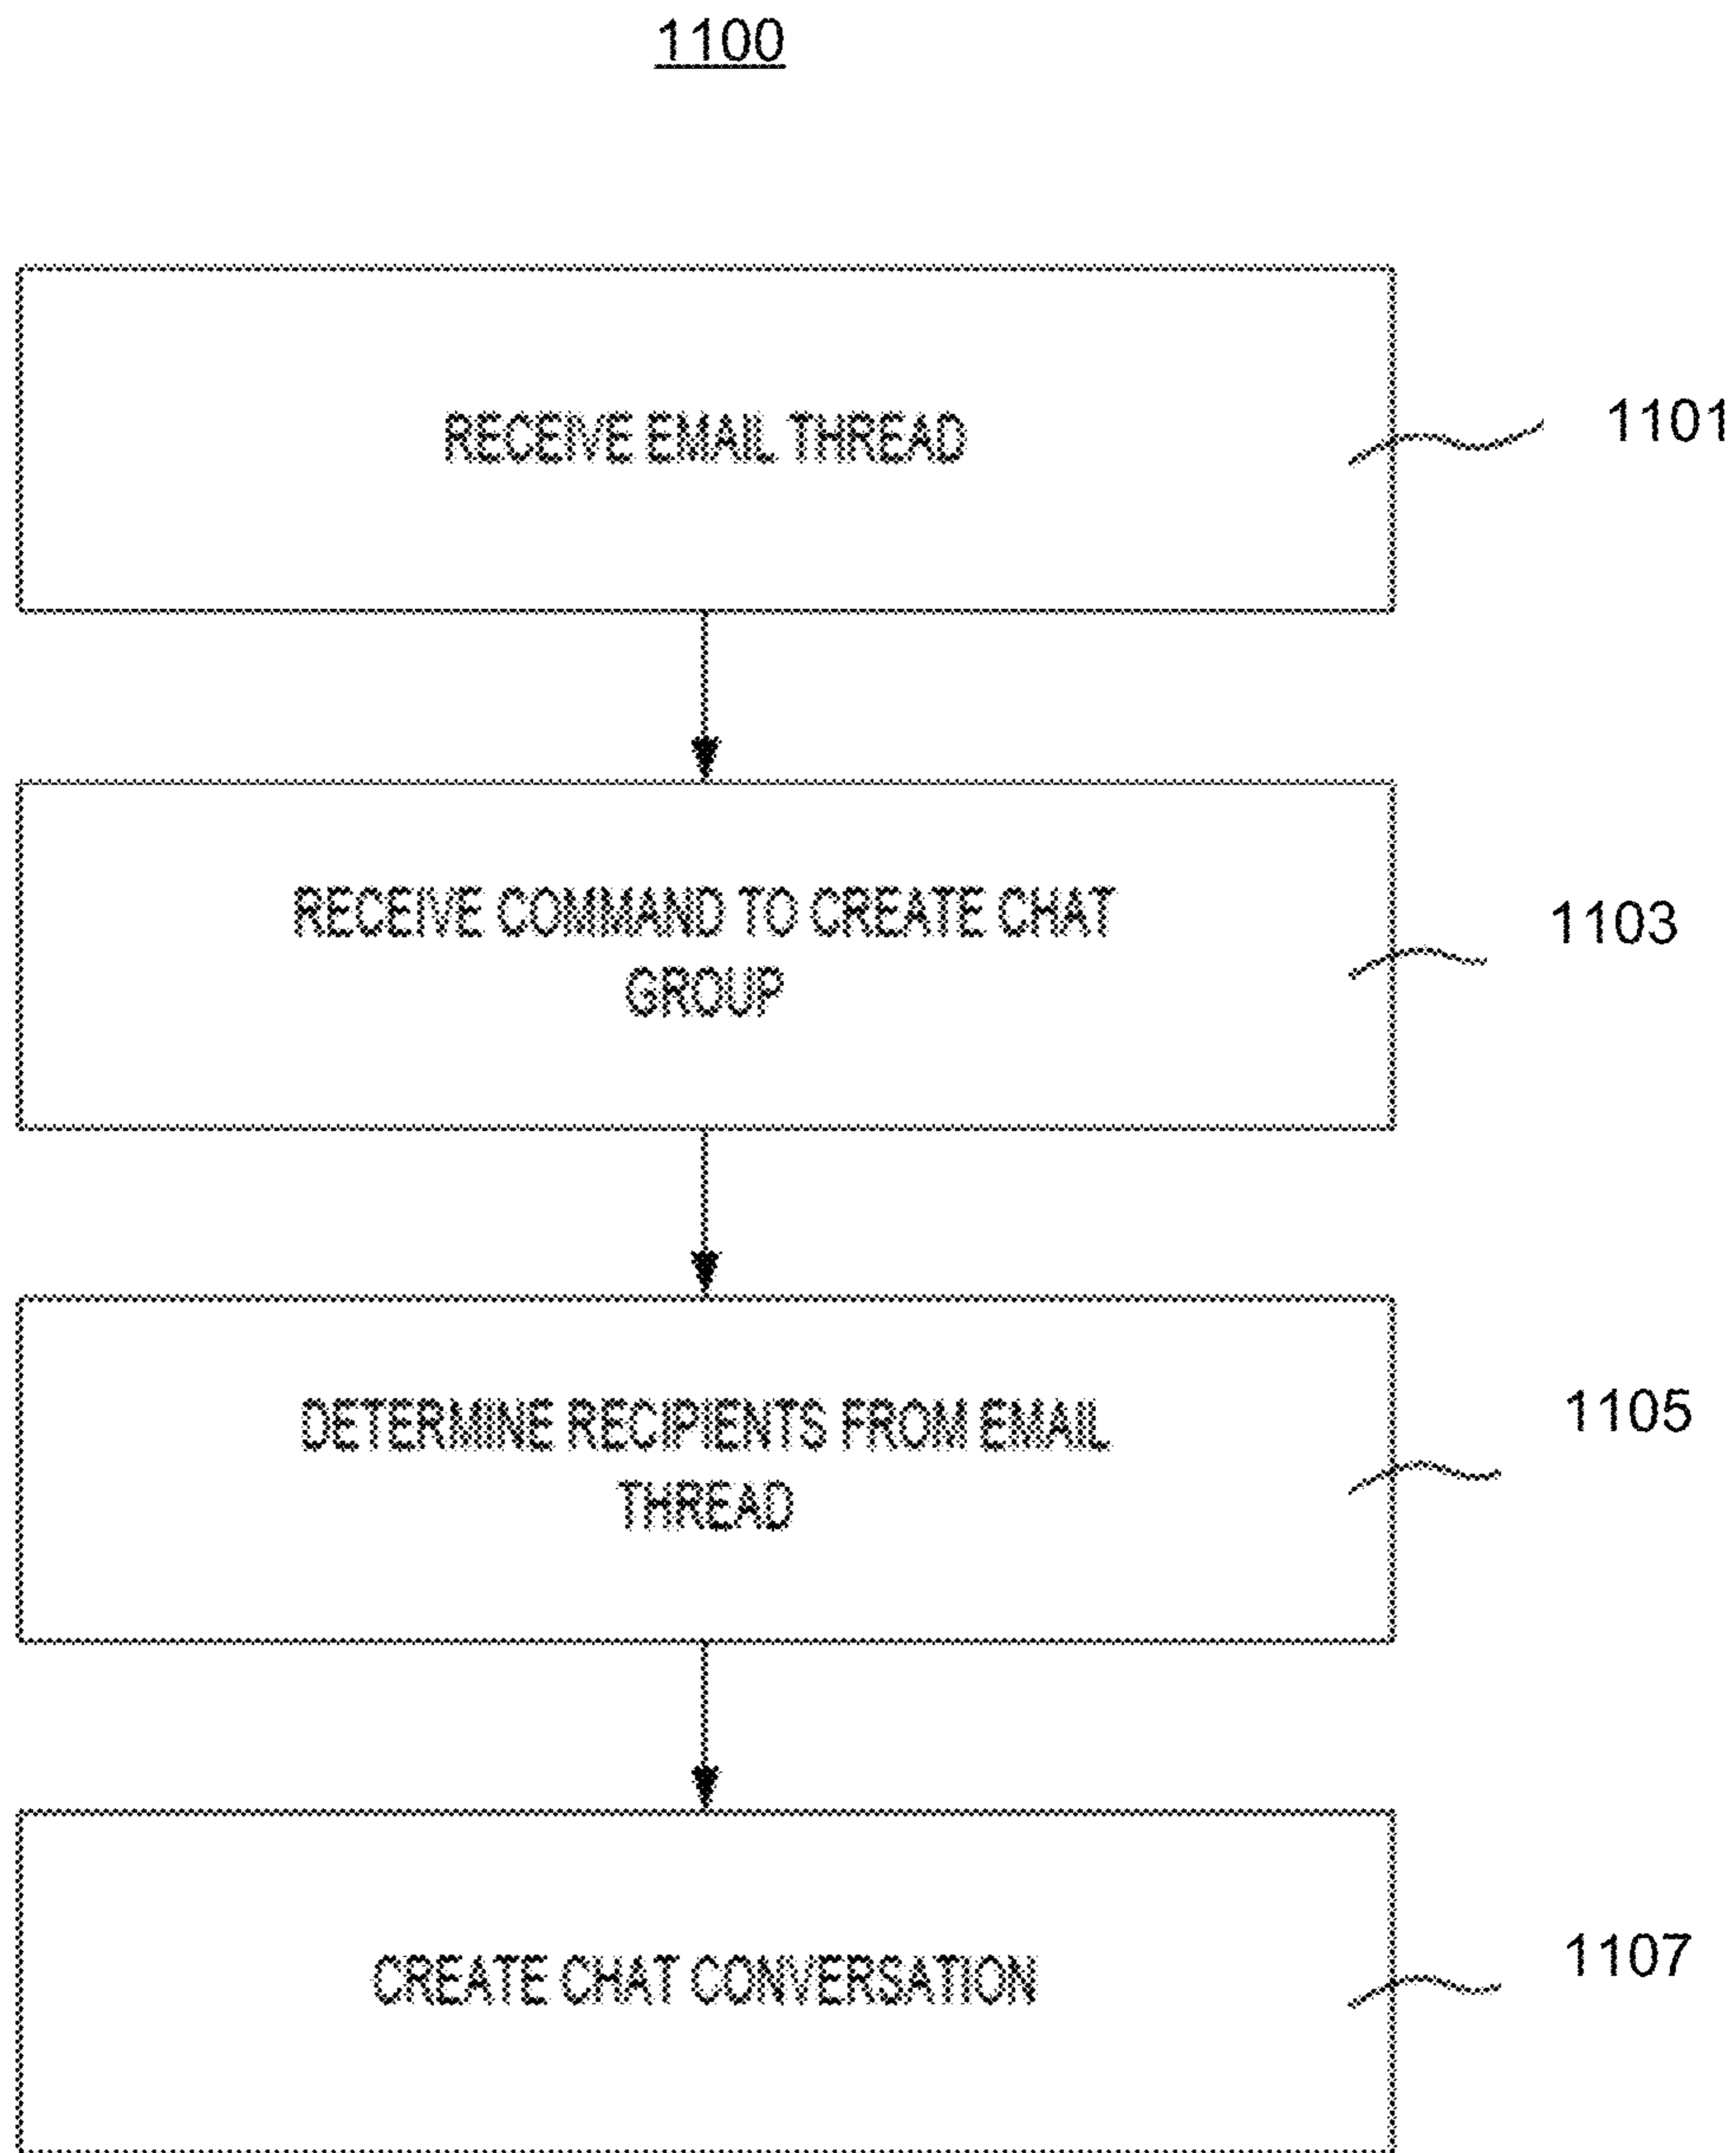 1100
RECEIVE EMAIL THREAD
1101
RECEIVE COMMAND TO CREATE CHAT
GROUP
1103
DETERMINE RECIPIENTS FROM EMAIL
THREAD
1105
CREATE CHAT CONVERSATION
1107